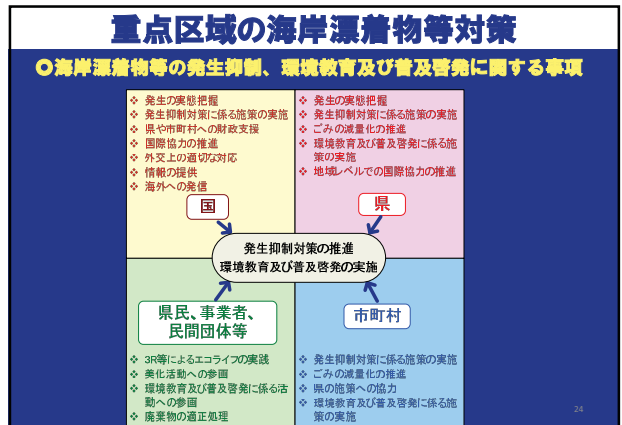 重点区域の海岸漂着物等対策
○海岸漂着物等の発生抑制、環境教育及び普及啓発に関する事項
❖ 発生の実態把握
❖ 発生抑制対策に係る施策の実施
❖ 県や市町村への財政支援
❖ 国際協力の推進
❖ 外交上の適切な対応
❖ 情報の提供
❖ 海外への発信
国
❖ 発生の実態把握
❖ 発生抑制対策に係る施策の実施
❖ ごみの減量化の推進
❖ 環境教育及び普及啓発に係る施
策の実施
❖ 地域レベルでの国際協力の推進
県
発生抑制対策の推進
環境教育及び普及啓発の実施
県民、事業者、
民間団体等
❖ 3R等によるエコライフの実践
❖ 美化活動への参画
❖ 環境教育及び普及啓発に係る活
動への参画
❖ 廃棄物の適正処理
市町村
❖ 発生抑制対策に係る施策の実施
❖ ごみの減量化の推進
❖ 県の施策への協力
❖ 環境教育及び普及啓発に係る施
策の実施
24